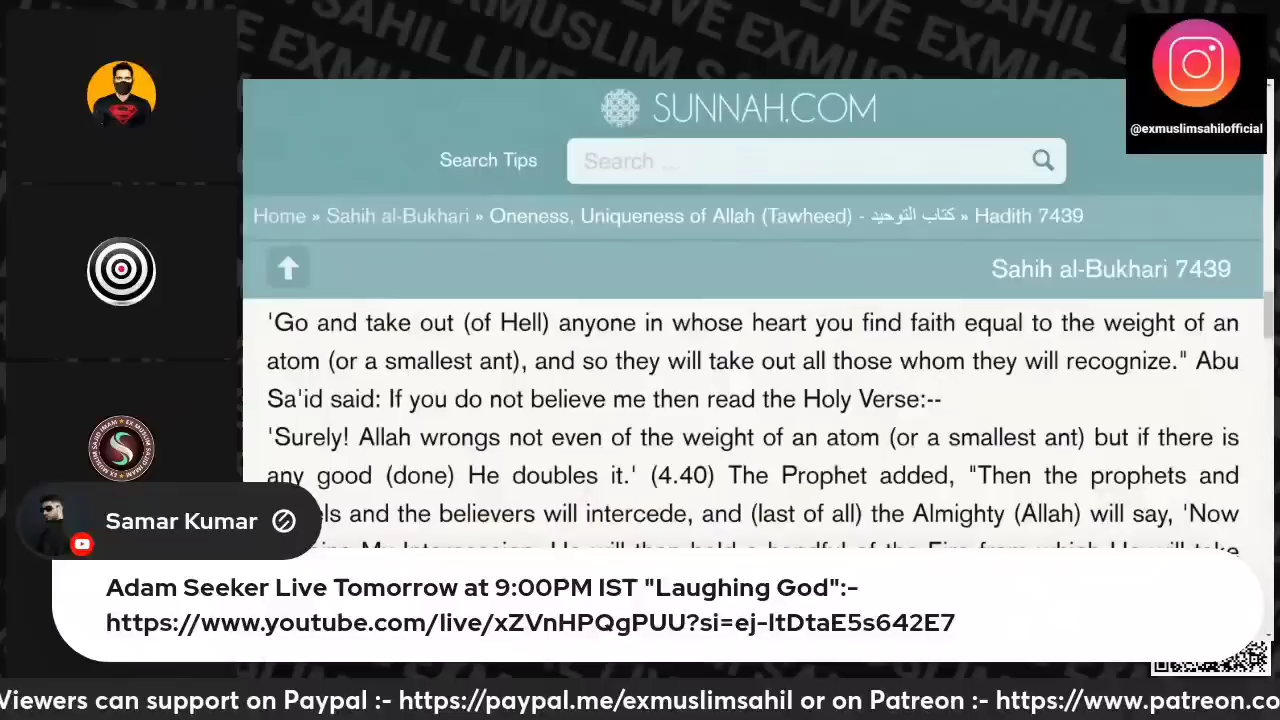 LIVE EXMUSLIM SAHIL LIVE EXMUSLIM
@exmuslimsahilofficial
SUNNAH.COM
Search Tips
Search ...
Home » Sahih al-Bukhari » Oneness, Uniqueness of Allah (Tawheed) - كتاب التوحيد » Hadith 7439
Sahih al-Bukhari 7439
'Go and take out (of Hell) anyone in whose heart you find faith equal to the weight of an
atom (or a smallest ant), and so they will take out all those whom they will recognize." Abu
Sa'id said: If you do not believe me then read the Holy Verse:--
'Surely! Allah wrongs not even of the weight of an atom (or a smallest ant) but if there is
any good (done) He doubles it.' (4.40) The Prophet added, "Then the prophets and
and the believers will intercede, and (last of all) the Almighty (Allah) will say, 'Now
Samar Kumar
Adam Seeker Live Tomorrow at 9:00PM IST "Laughing God":-
https://www.youtube.com/live/xZVnHPQgPUU?si=ej-ltDtaE5s642E7
Viewers can support on Paypal :- https://paypal.me/exmuslimsahil or on Patreon :- https://www.patreon.co